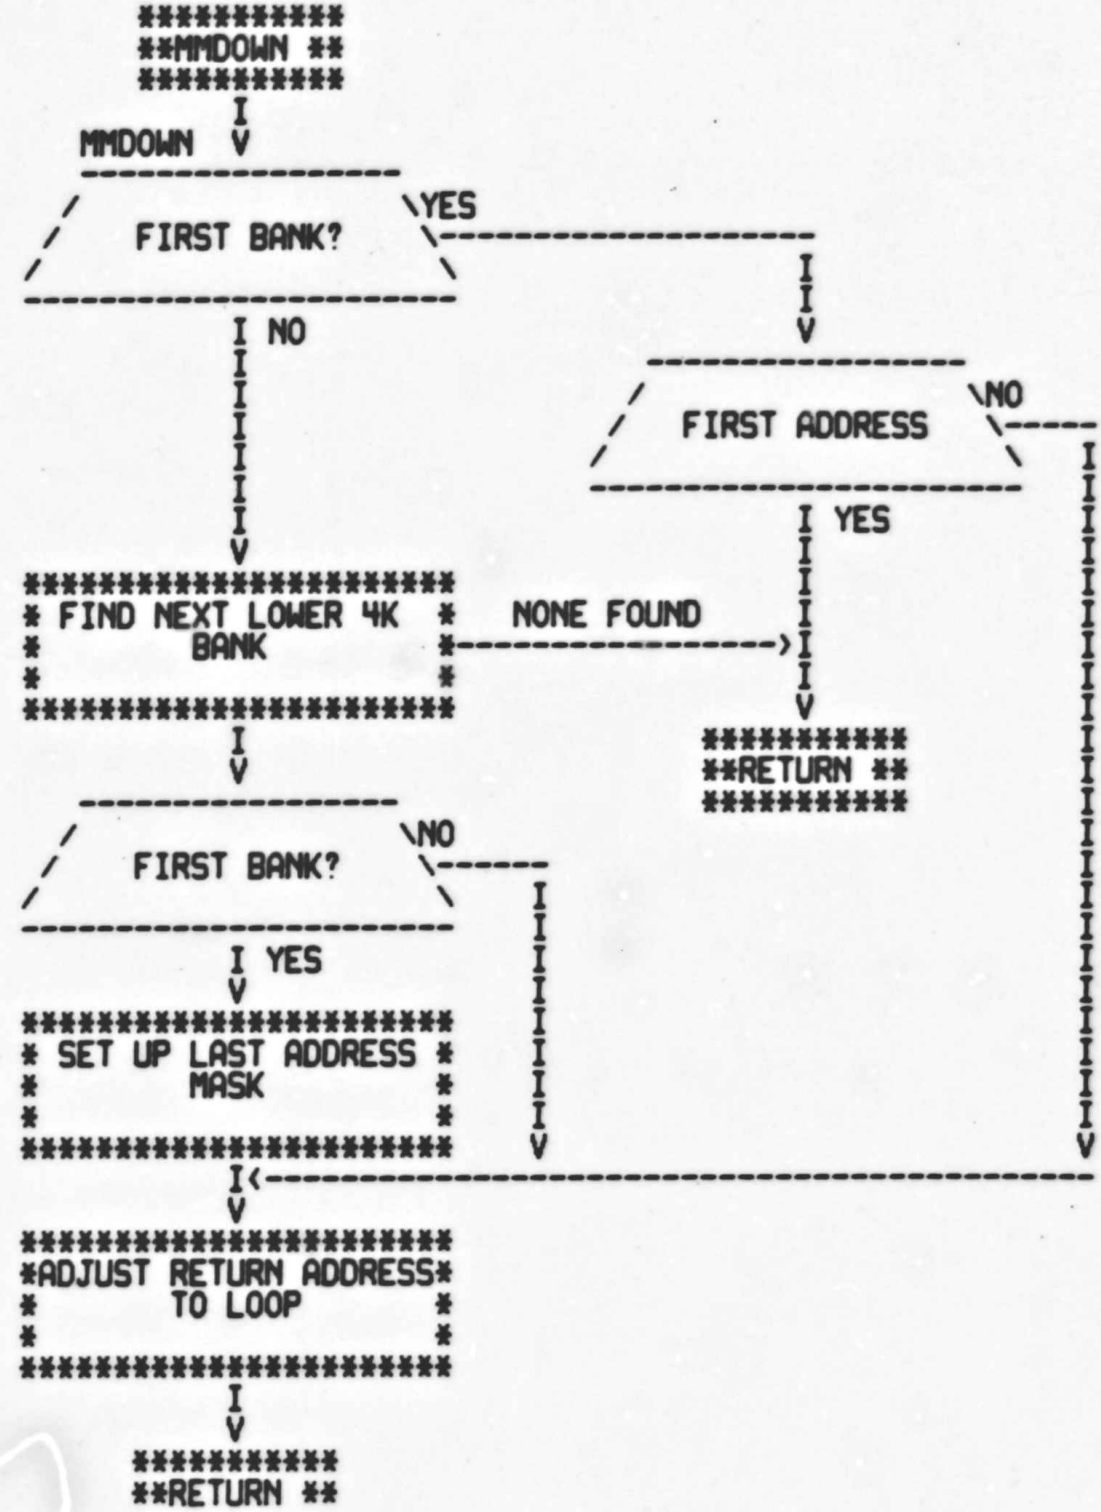 ***********
**MMDOWN **
***********
I
MMDOWN V
-----------------
/ \YES
/ FIRST BANK? \--------------------
/ \ I
----------------------- I
I NO V
I -----------------
I / \NO
I / FIRST ADDRESS \-----
I / \ I
I ----------------------- I
I I YES I
V I I
*********************** I I
* FIND NEXT LOWER 4K * NONE FOUND I I
* BANK *----------------->I I
* * I I
*********************** V I
I *********** I
V **RETURN ** I
----------------- *********** I
/ \NO I
/ FIRST BANK? \------ I
/ \ I I
----------------------- I I
I YES I I
V I I
*********************** I I
* SET UP LAST ADDRESS * I I
* MASK * I I
* * I I
*********************** V V
I<--------------------------------------------
V
***********************
*ADJUST RETURN ADDRESS*
* TO LOOP *
* *
***********************
I
V
***********
**RETURN **